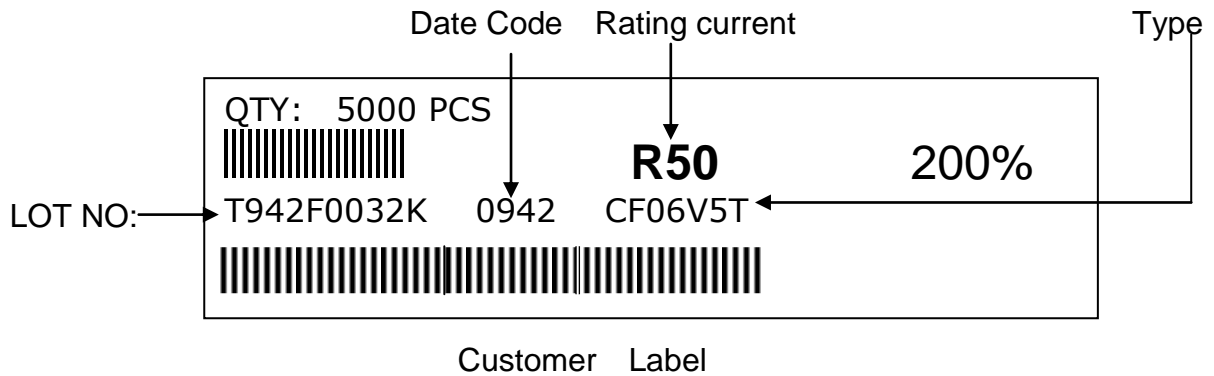 Date Code Rating current Type
QTY: 5000 PCS
R50 200%
LOT NO: T942F0032K 0942 CF06V5T
Customer Label